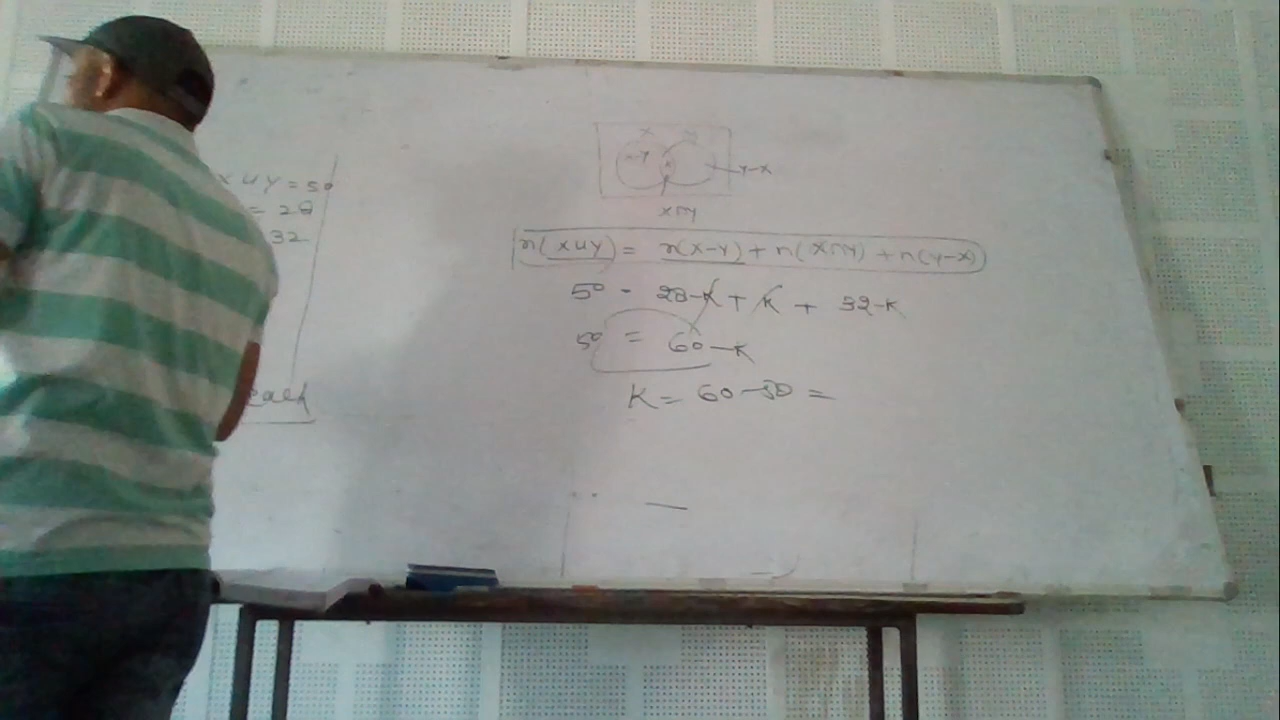 X U Y = 50
= 28
32
X
X-Y
Y-X
X∩Y
n(X U Y) = n(X-Y) + n(X∩Y) + n(Y-X)
50 = 28-K + K + 32-K
50 = 60-K
K = 60-50 =